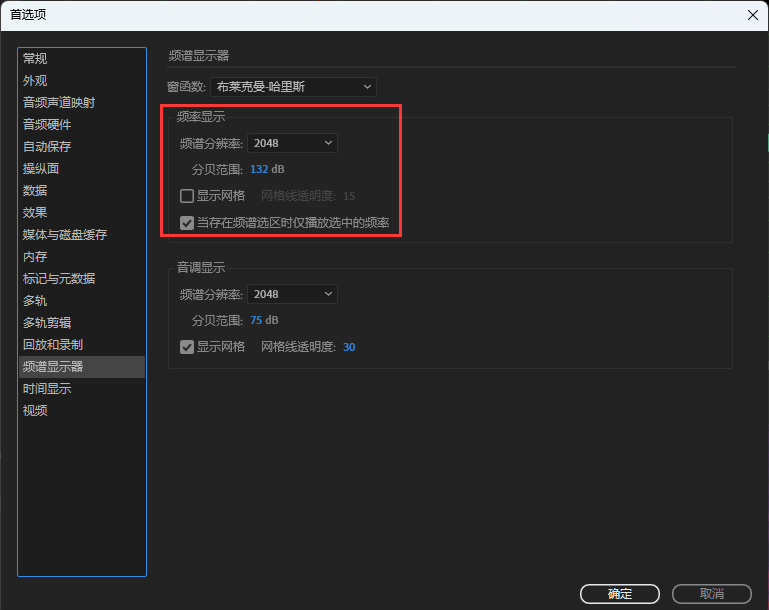 首选项
常规
外观
音频声道映射
音频硬件
自动保存
操纵面
数据
效果
媒体与磁盘缓存
内存
标记与元数据
多轨
多轨剪辑
回放和录制
频谱显示器
时间显示
视频
频谱显示器
窗函数: 布莱克曼-哈里斯
频率显示
频谱分辨率: 2048
分贝范围: 132 dB
显示网格 网格线透明度: 15
当存在频谱选区时仅播放选中的频率
音调显示
频谱分辨率: 2048
分贝范围: 75 dB
显示网格 网格线透明度: 30
确定 取消